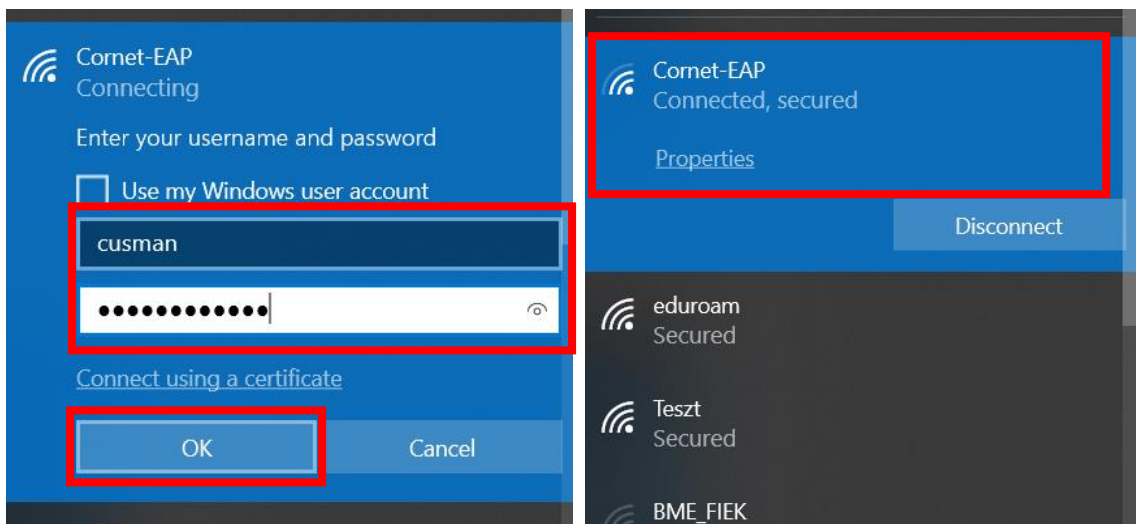 Cornet-EAP
Connecting
Enter your username and password
Use my Windows user account
cusman
●●●●●●●●●●●●
Connect using a certificate
OK
Cancel
Cornet-EAP
Connected, secured
Properties
Disconnect
eduroam
Secured
Teszt
Secured
BME_FIEK